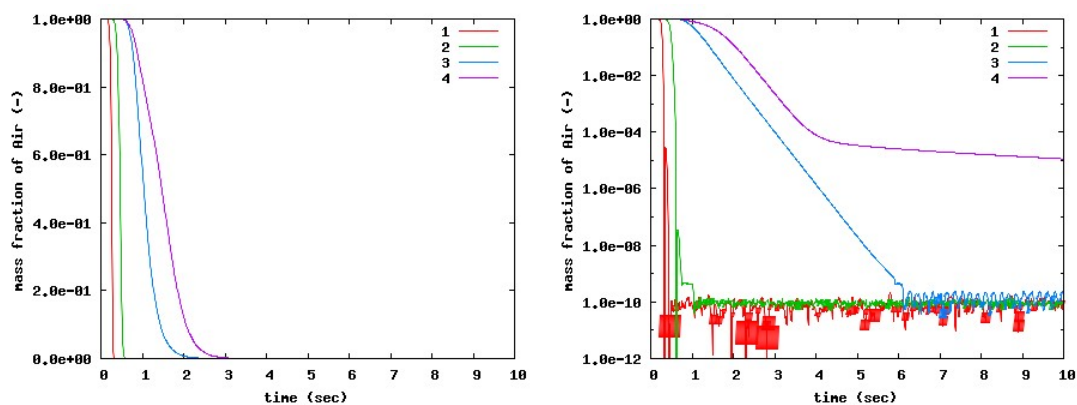 1.0e+00
8.0e-01
6.0e-01
4.0e-01
2.0e-01
0.0e+00
mass fraction of Air (-)
0 1 2 3 4 5 6 7 8 9 10
time (sec)
1
2
3
4
1.0e+00
1.0e-02
1.0e-04
1.0e-06
1.0e-08
1.0e-10
1.0e-12
mass fraction of Air (-)
0 1 2 3 4 5 6 7 8 9 10
time (sec)
1
2
3
4